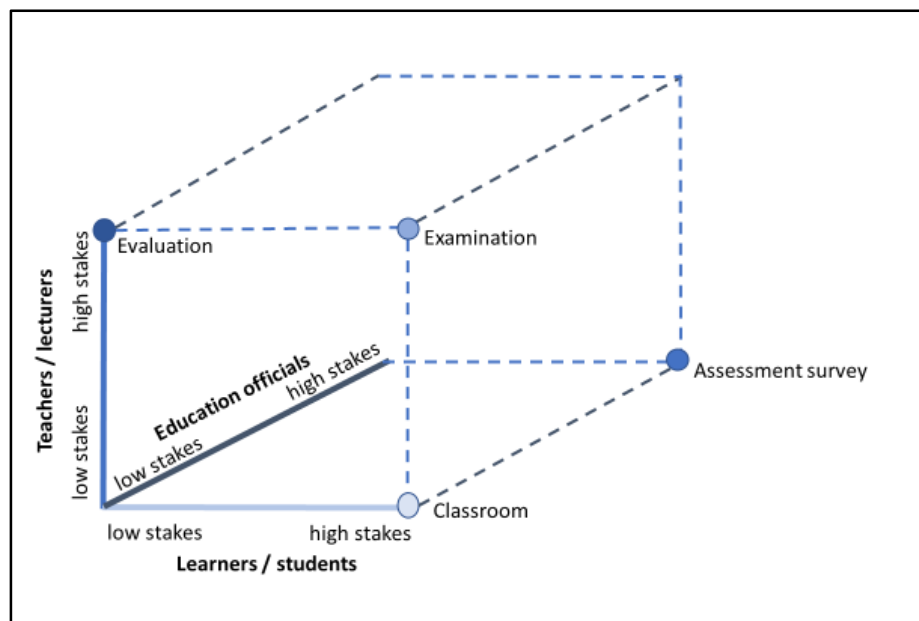 Evaluation
Examination
high stakes
Teachers / lecturers
low stakes
Education officials
high stakes
low stakes
Assessment survey
Classroom
low stakes
high stakes
Learners / students